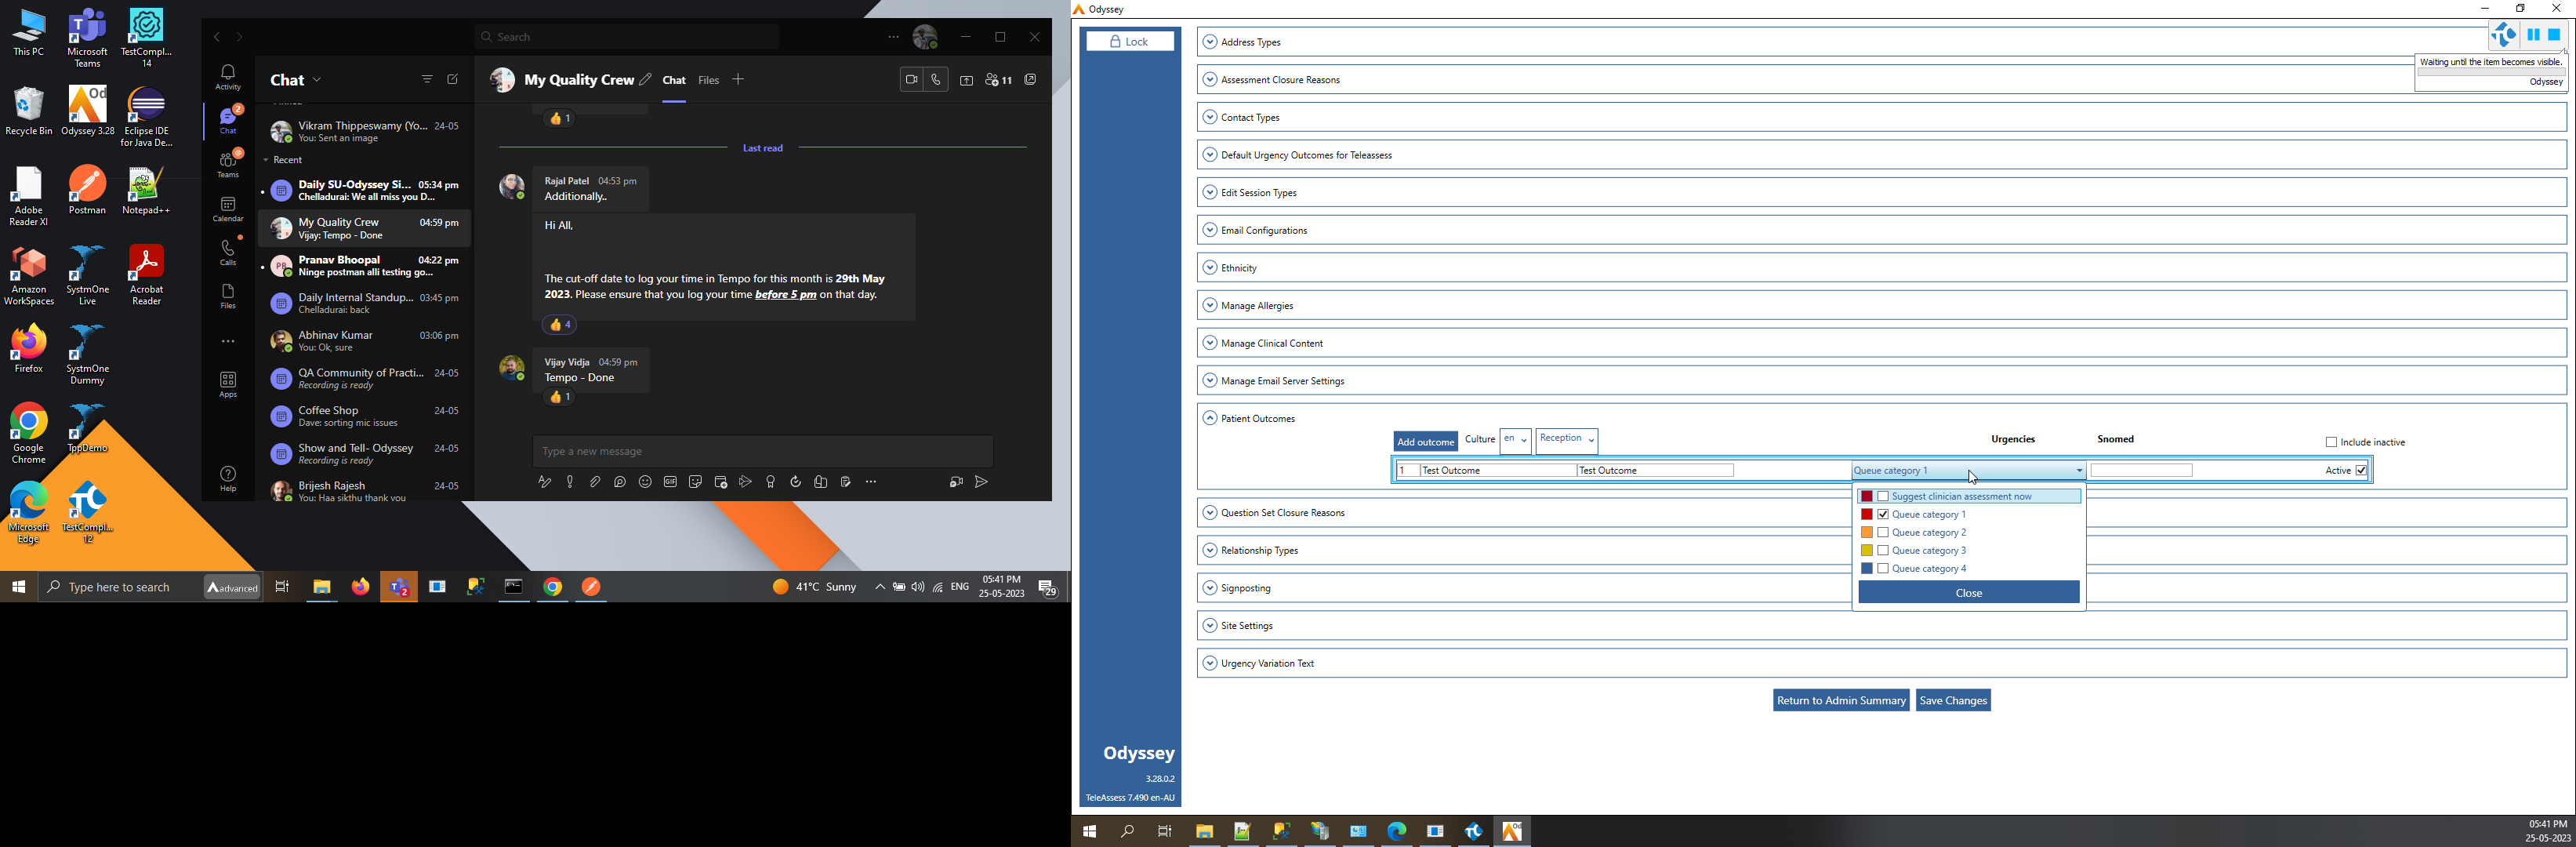 This PC
Microsoft Teams
TestCompl... 14
Recycle Bin
Odyssey 3.28
Eclipse IDE for Java De...
Adobe Reader XI
Postman
Notepad++
Amazon WorkSpaces
SystmOne Live
Acrobat Reader
Firefox
SystmOne Dummy
Google Chrome
TppDemo
Microsoft Edge
TestCompl... 12
Search
Activity
Chat
2
Teams
Calendar
Calls
Files
Apps
Help
Chat
Vikram Thippeswamy (Yo... 24-05
You: Sent an image
Recent
Daily SU-Odyssey Si... 05:34 pm
Chelladurai: We all miss you D...
My Quality Crew 04:59 pm
Vijay: Tempo - Done
PB
Pranav Bhoopal 04:22 pm
Ninge postman alli testing go...
Daily Internal Standup... 03:45 pm
Chelladurai: back
Abhinav Kumar 03:06 pm
You: Ok, sure
QA Community of Practi... 24-05
Recording is ready
Coffee Shop 24-05
Dave: sorting mic issues
Show and Tell- Odyssey 24-05
Recording is ready
Brijesh Rajesh 24-05
You: Haa sikthu thank you
My Quality Crew Chat Files 11
1
Last read
Rajal Patel 04:53 pm
Additionally..
Hi All,
The cut-off date to log your time in Tempo for this month is 29th May
2023. Please ensure that you log your time before 5 pm on that day.
4
Vijay Vidja 04:59 pm
Tempo - Done
1
Type a new message
GIF
Type here to search
advanced
2
41°C Sunny
ENG
05:41 PM
25-05-2023
29
Odyssey
Lock
Waiting until the item becomes visible.
Odyssey
Address Types
Assessment Closure Reasons
Contact Types
Default Urgency Outcomes for Teleassess
Edit Session Types
Email Configurations
Ethnicity
Manage Allergies
Manage Clinical Content
Manage Email Server Settings
Patient Outcomes
Add outcome Culture en Reception Urgencies Snomed Include inactive
1 Test Outcome Test Outcome Queue category 1 Active
Suggest clinician assessment now
Queue category 1
Queue category 2
Queue category 3
Queue category 4
Close
Question Set Closure Reasons
Relationship Types
Signposting
Site Settings
Urgency Variation Text
Return to Admin Summary Save Changes
Odyssey
3.28.0.2
TeleAssess 7.490 en-AU
05:41 PM
25-05-2023